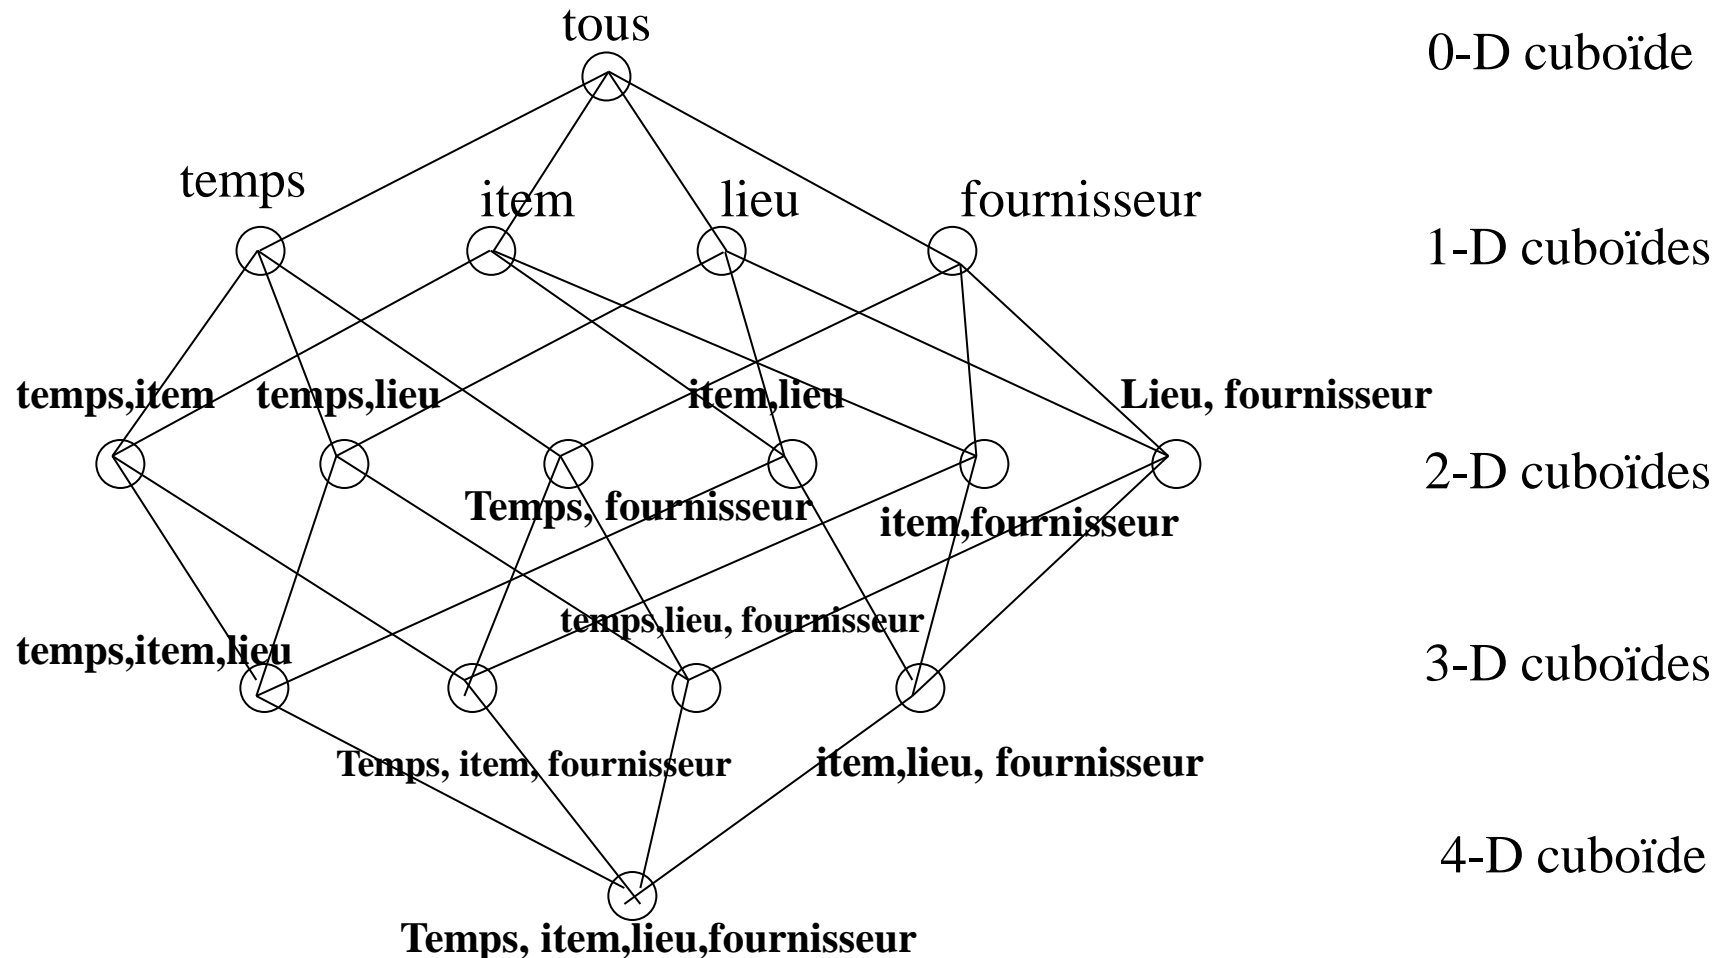 tous
0-D cuboïde
temps
item
lieu
fournisseur
1-D cuboïdes
temps,item
temps,lieu
item,lieu
Lieu, fournisseur
2-D cuboïdes
Temps, fournisseur
item,fournisseur
temps,lieu, fournisseur
temps,item,lieu
3-D cuboïdes
Temps, item, fournisseur
item,lieu, fournisseur
4-D cuboïde
Temps, item,lieu,fournisseur